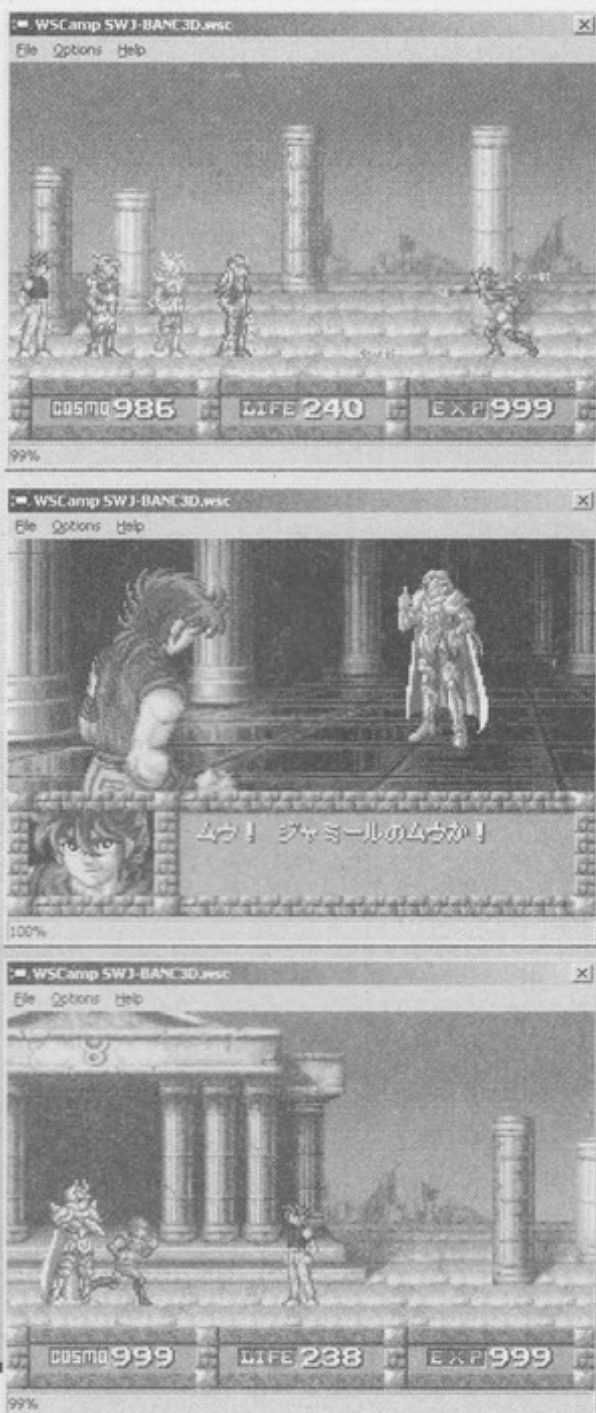 WSCamp SWJ-BANC3D.wsc
File Options Help
COSMO 986 LIFE 240 EXP 999
99%
WSCamp SWJ-BANC3D.wsc
File Options Help
ムウ! ジャミールのムウか!
100%
WSCamp SWJ-BANC3D.wsc
File Options Help
8
COSMO 999 LIFE 238 EXP 999
99%